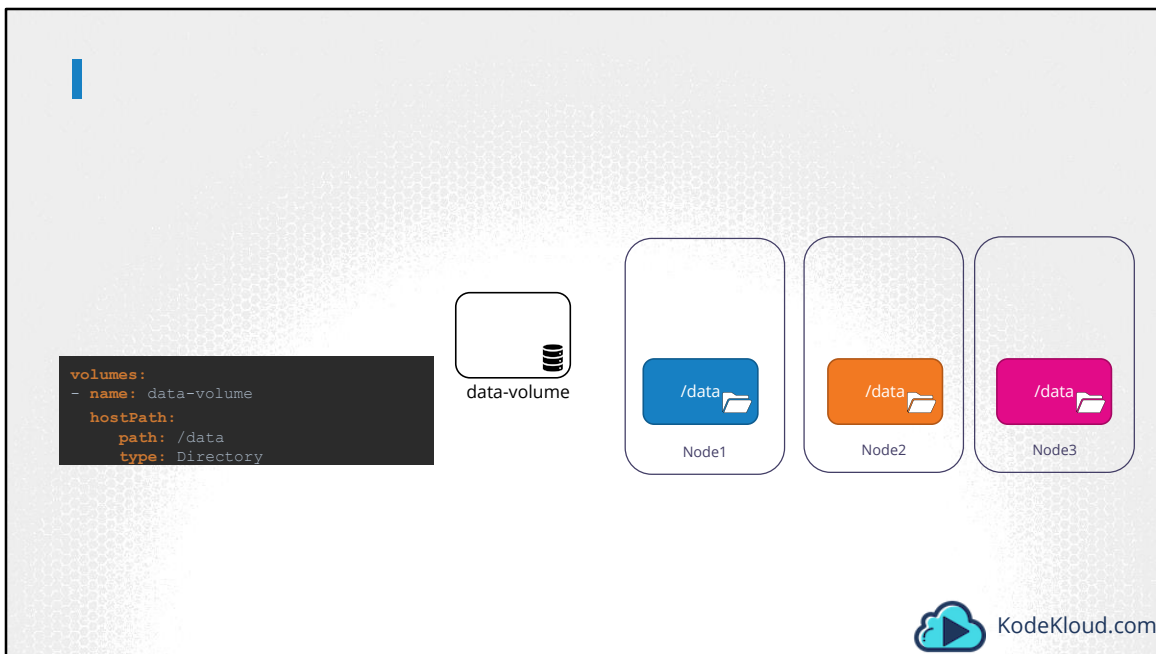 volumes:
- name: data-volume
hostPath:
path: /data
type: Directory
data-volume
/data
Node1
/data
Node2
/data
Node3
KodeKloud.com